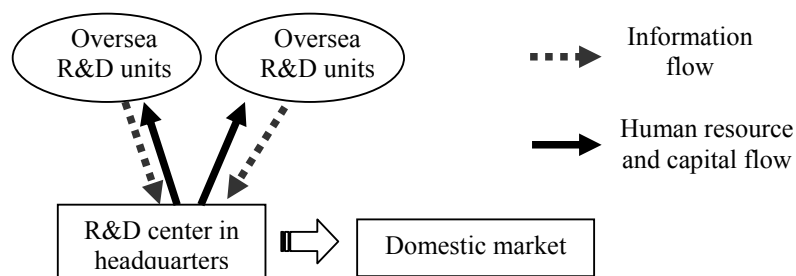 Oversea
R&D units
Oversea
R&D units
Information
flow
Human resource
and capital flow
R&D center in
headquarters
Domestic market